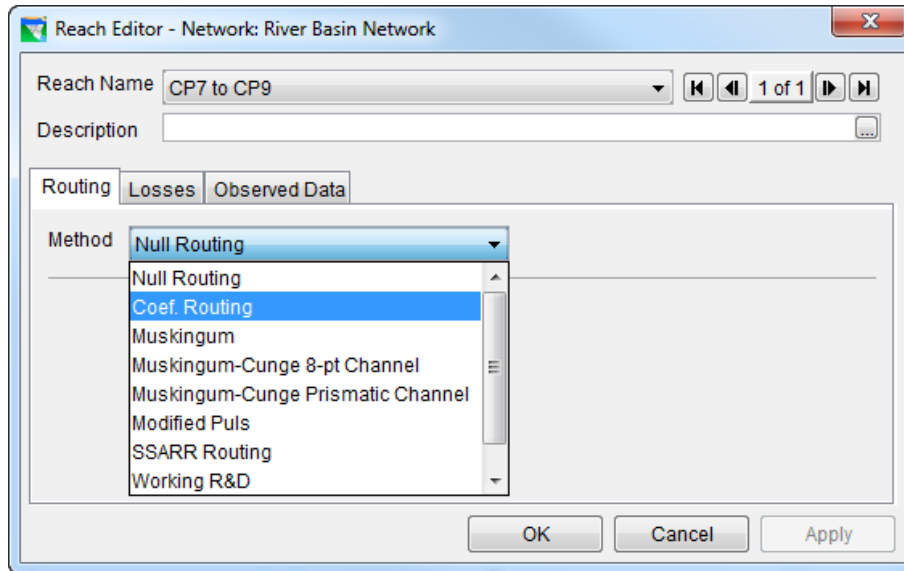 Reach Editor - Network: River Basin Network
Reach Name CP7 to CP9 1 of 1
Description ...
Routing Losses Observed Data
Method Null Routing
Null Routing
Coef. Routing
Muskingum
Muskingum-Cunge 8-pt Channel
Muskingum-Cunge Prismatic Channel
Modified Puls
SSARR Routing
Working R&D
OK Cancel Apply